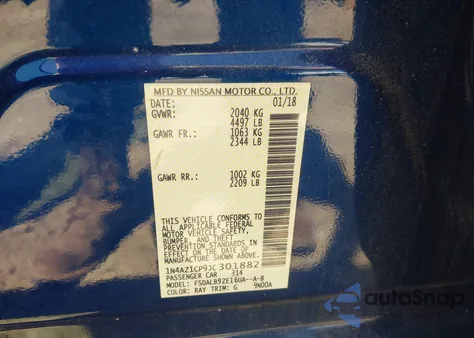 MFD BY NISSAN MOTOR CO., LTD.
DATE: 01/18
GVWR: 2040 KG
4497 LB
GAWR FR.: 1063 KG
2344 LB
GAWR RR.: 1002 KG
2209 LB
THIS VEHICLE CONFORMS TO
ALL APPLICABLE FEDERAL
MOTOR VEHICLE SAFETY,
BUMPER, AND THEFT
PREVENTION STANDARDS IN
EFFECT ON THE DATE OF
MANUFACTURE SHOWN ABOVE.
1N4AZ1CP9JC301882
PASSENGER CAR 314
MODEL: FSDALB9ZE16UA--A-B
COLOR: RAY TRIM: G 9N00A
autoSnap